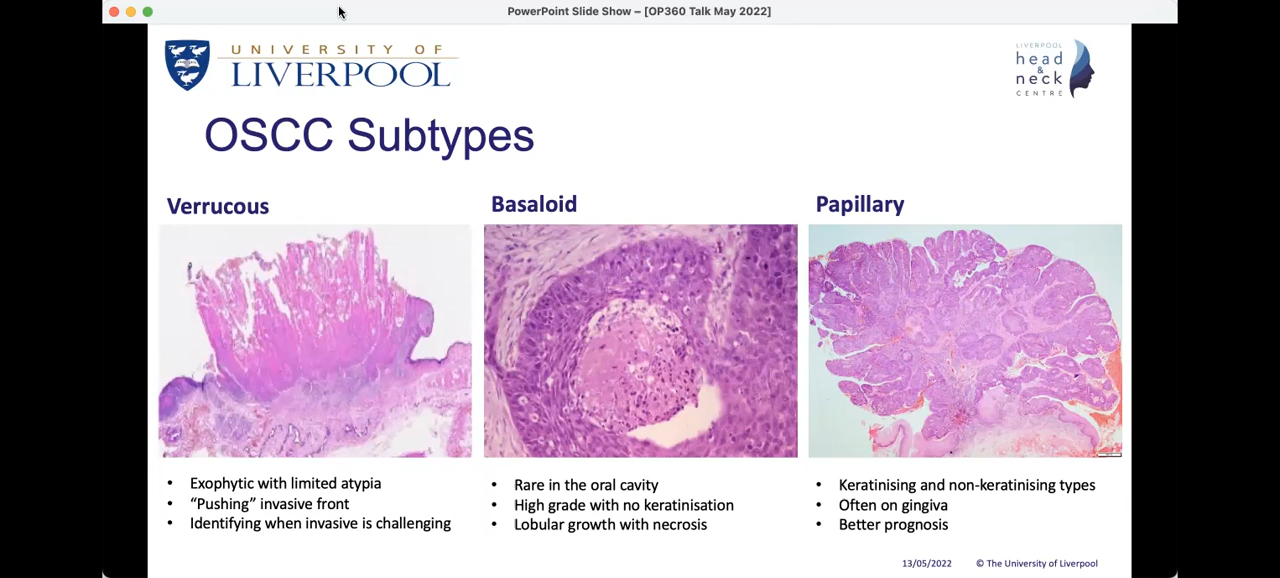 PowerPoint Slide Show – [OP360 Talk May 2022]
UNIVERSITY OF
LIVERPOOL
LIVERPOOL
head
&
neck
CENTRE
OSCC Subtypes
Verrucous
Basaloid
Papillary
• Exophytic with limited atypia
• “Pushing” invasive front
• Identifying when invasive is challenging
• Rare in the oral cavity
• High grade with no keratinisation
• Lobular growth with necrosis
• Keratinising and non-keratinising types
• Often on gingiva
• Better prognosis
13/05/2022 © The University of Liverpool